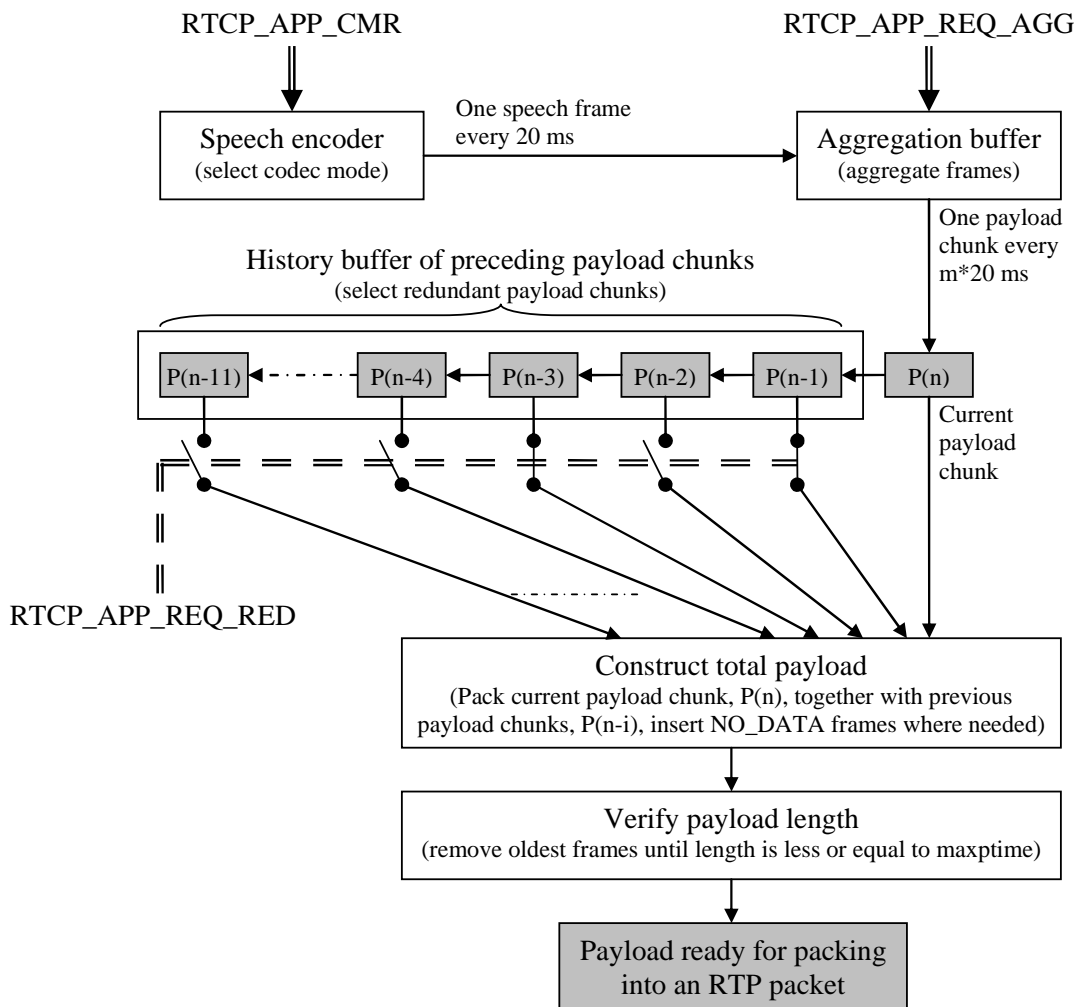 RTCP_APP_CMR
RTCP_APP_REQ_AGG
Speech encoder
(select codec mode)
One speech frame
every 20 ms
Aggregation buffer
(aggregate frames)
One payload
chunk every
m*20 ms
History buffer of preceding payload chunks
(select redundant payload chunks)
P(n-11)
P(n-4)
P(n-3)
P(n-2)
P(n-1)
P(n)
Current
payload
chunk
RTCP_APP_REQ_RED
Construct total payload
(Pack current payload chunk, P(n), together with previous
payload chunks, P(n-i), insert NO_DATA frames where needed)
Verify payload length
(remove oldest frames until length is less or equal to maxptime)
Payload ready for packing
into an RTP packet